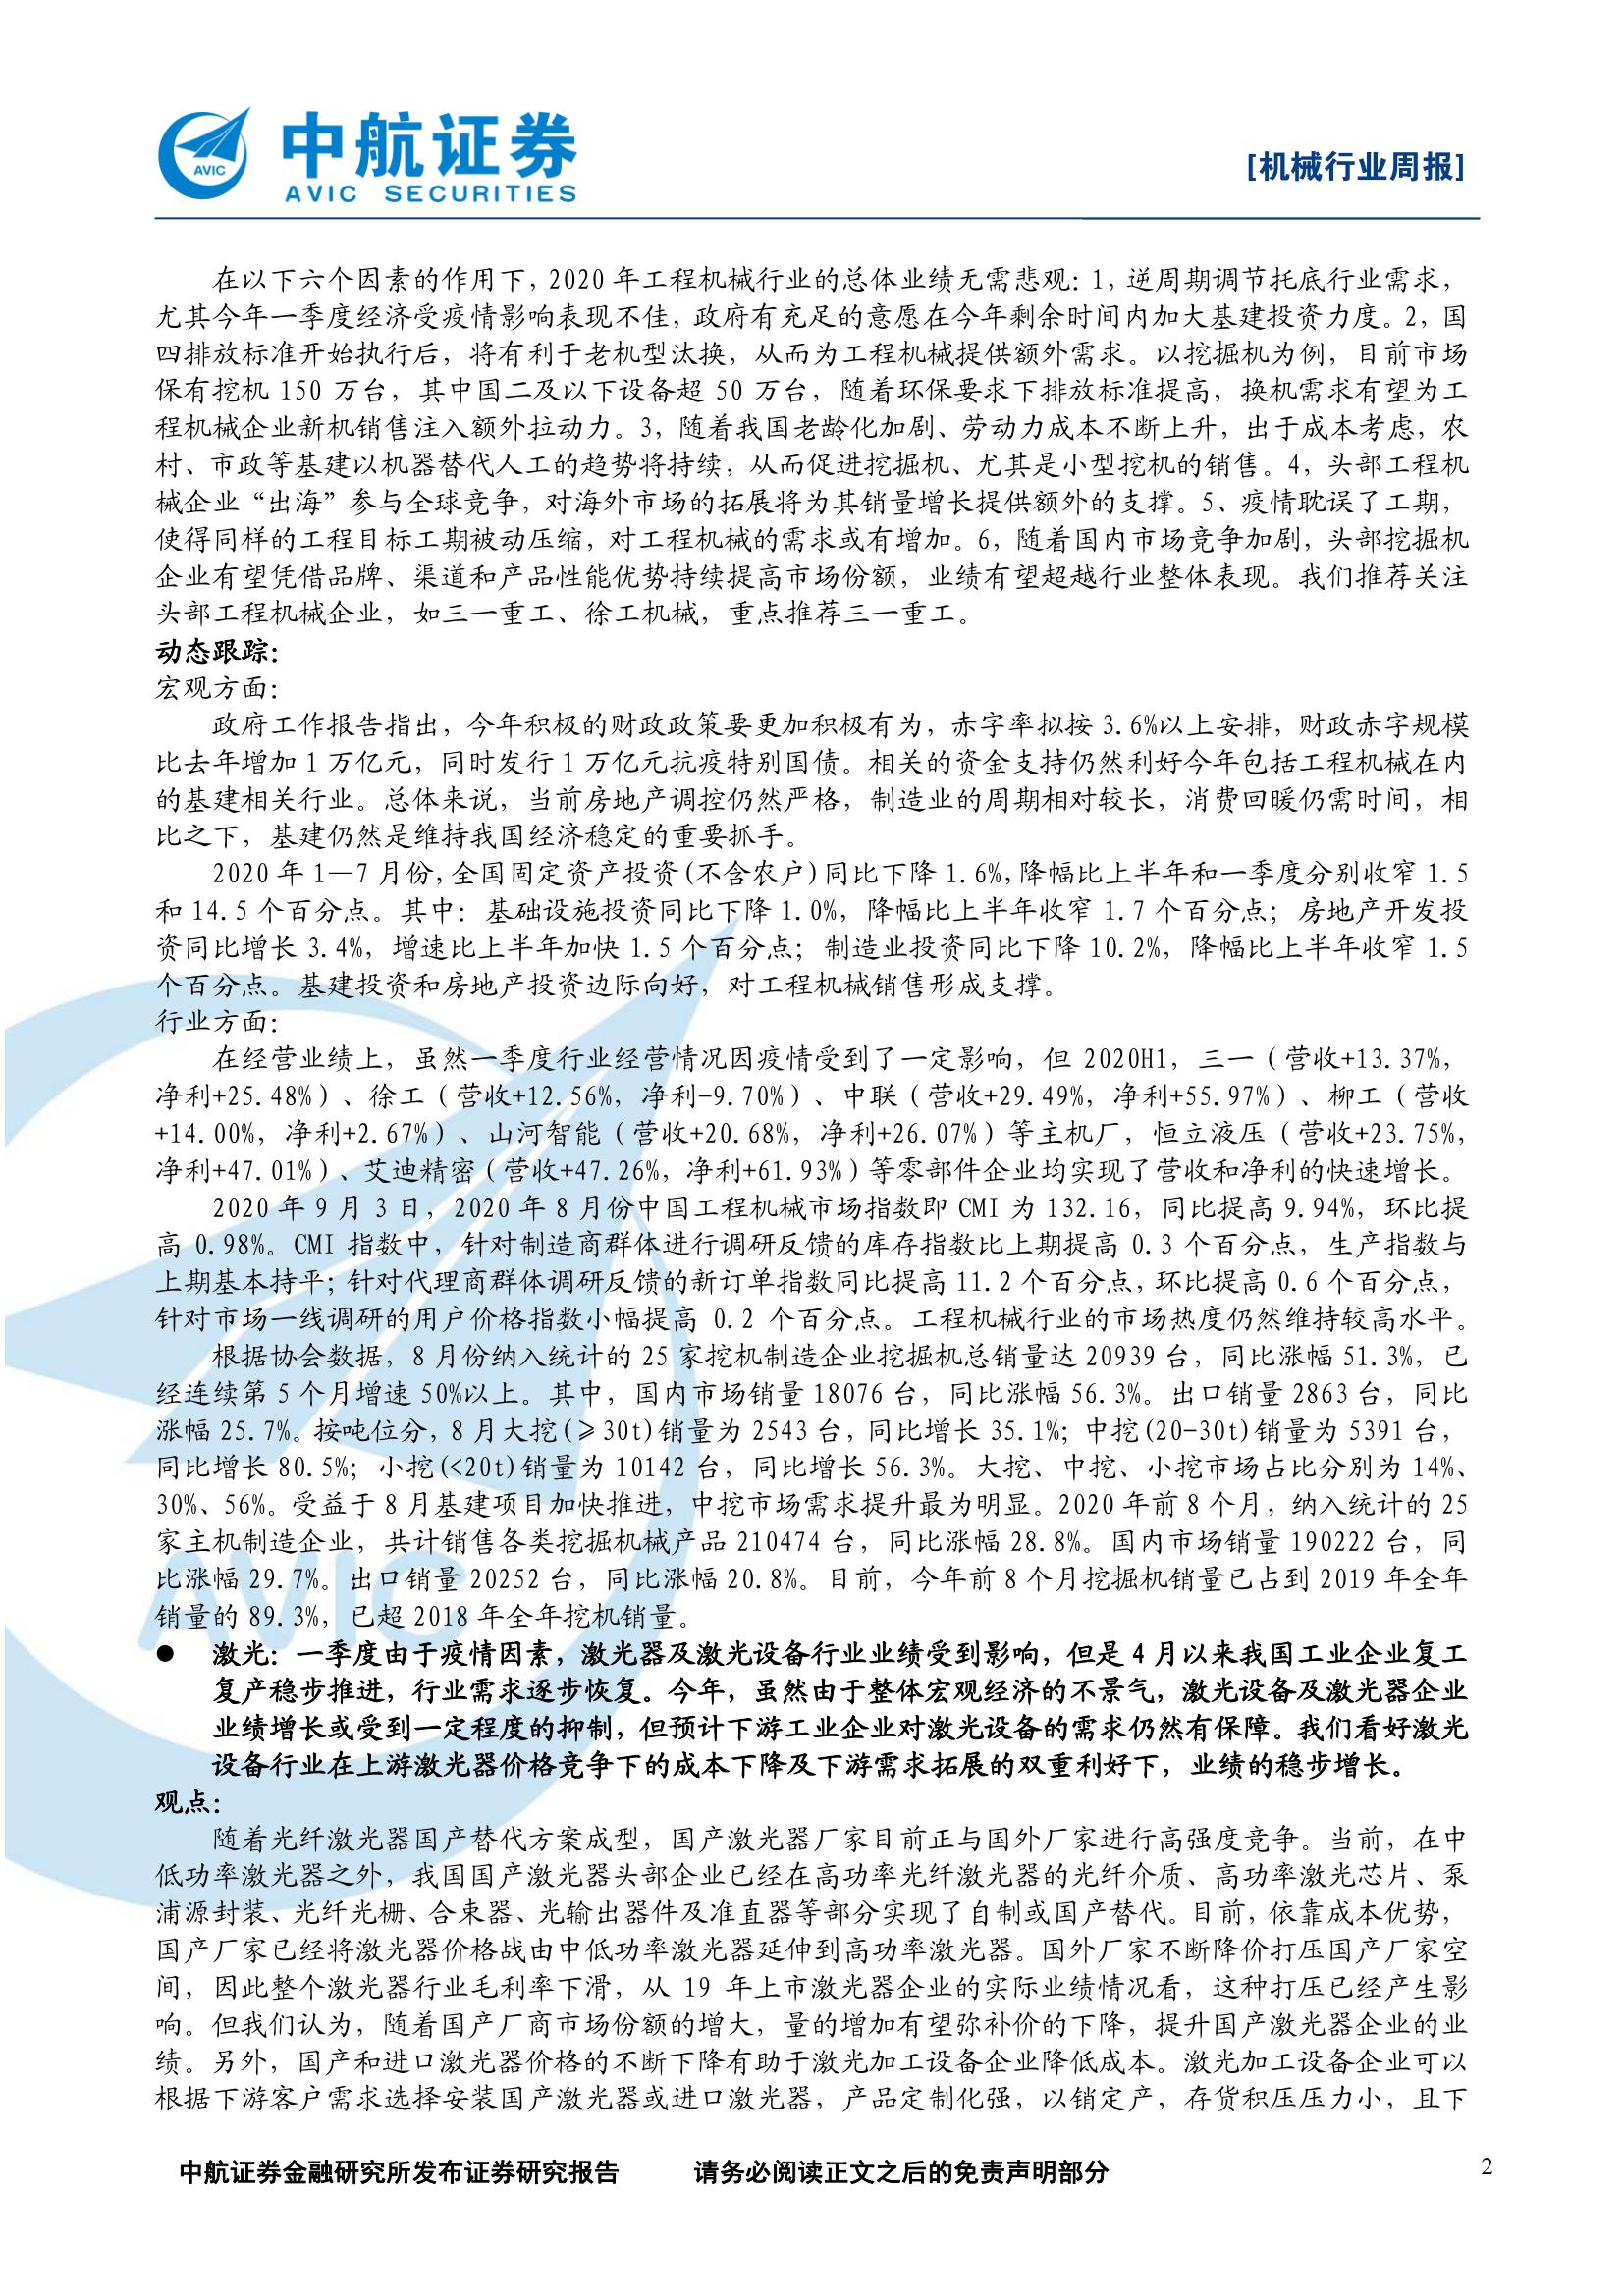 中航证券
AVIC SECURITIES
AVIC
[机械行业周报]
在以下六个因素的作用下，2020 年工程机械行业的总体业绩无需悲观：1，逆周期调节托底行业需求，
尤其今年一季度经济受疫情影响表现不佳，政府有充足的意愿在今年剩余时间内加大基建投资力度。2，国
四排放标准开始执行后，将有利于老机型汰换，从而为工程机械提供额外需求。以挖掘机为例，目前市场
保有挖机 150 万台，其中国二及以下设备超 50 万台，随着环保要求下排放标准提高，换机需求有望为工
程机械企业新机销售注入额外拉动力。3，随着我国老龄化加剧、劳动力成本不断上升，出于成本考虑，农
村、市政等基建以机器替代人工的趋势将持续，从而促进挖掘机、尤其是小型挖机的销售。4，头部工程机
械企业“出海”参与全球竞争，对海外市场的拓展将为其销量增长提供额外的支撑。5、疫情耽误了工期，
使得同样的工程目标工期被动压缩，对工程机械的需求或有增加。6，随着国内市场竞争加剧，头部挖掘机
企业有望凭借品牌、渠道和产品性能优势持续提高市场份额，业绩有望超越行业整体表现。我们推荐关注
头部工程机械企业，如三一重工、徐工机械，重点推荐三一重工。
动态跟踪：
宏观方面：
政府工作报告指出，今年积极的财政政策要更加积极有为，赤字率拟按 3.6%以上安排，财政赤字规模
比去年增加 1 万亿元，同时发行 1 万亿元抗疫特别国债。相关的资金支持仍然利好今年包括工程机械在内
的基建相关行业。总体来说，当前房地产调控仍然严格，制造业的周期相对较长，消费回暖仍需时间，相
比之下，基建仍然是维持我国经济稳定的重要抓手。
2020 年 1—7 月份，全国固定资产投资(不含农户)同比下降 1.6%，降幅比上半年和一季度分别收窄 1.5
和 14.5 个百分点。其中：基础设施投资同比下降 1.0%，降幅比上半年收窄 1.7 个百分点；房地产开发投
资同比增长 3.4%，增速比上半年加快 1.5 个百分点；制造业投资同比下降 10.2%，降幅比上半年收窄 1.5
个百分点。基建投资和房地产投资边际向好，对工程机械销售形成支撑。
行业方面：
在经营业绩上，虽然一季度行业经营情况因疫情受到了一定影响，但 2020H1，三一（营收+13.37%，
净利+25.48%）、徐工（营收+12.56%，净利-9.70%）、中联（营收+29.49%，净利+55.97%）、柳工（营收
+14.00%，净利+2.67%）、山河智能（营收+20.68%，净利+26.07%）等主机厂，恒立液压（营收+23.75%，
净利+47.01%）、艾迪精密（营收+47.26%，净利+61.93%）等零部件企业均实现了营收和净利的快速增长。
2020 年 9 月 3 日，2020 年 8 月份中国工程机械市场指数即 CMI 为 132.16，同比提高 9.94%，环比提
高 0.98%。CMI 指数中，针对制造商群体进行调研反馈的库存指数比上期提高 0.3 个百分点，生产指数与
上期基本持平；针对代理商群体调研反馈的新订单指数同比提高 11.2 个百分点，环比提高 0.6 个百分点，
针对市场一线调研的用户价格指数小幅提高 0.2 个百分点。工程机械行业的市场热度仍然维持较高水平。
根据协会数据，8 月份纳入统计的 25 家挖机制造企业挖掘机总销量达 20939 台，同比涨幅 51.3%，已
经连续第 5 个月增速 50%以上。其中，国内市场销量 18076 台，同比涨幅 56.3%。出口销量 2863 台，同比
涨幅 25.7%。按吨位分，8 月大挖(≥30t)销量为 2543 台，同比增长 35.1%；中挖(20-30t)销量为 5391 台，
同比增长 80.5%；小挖(<20t)销量为 10142 台，同比增长 56.3%。大挖、中挖、小挖市场占比分别为 14%、
30%、56%。受益于 8 月基建项目加快推进，中挖市场需求提升最为明显。2020 年前 8 个月，纳入统计的 25
家主机制造企业，共计销售各类挖掘机械产品 210474 台，同比涨幅 28.8%。国内市场销量 190222 台，同
比涨幅 29.7%。出口销量 20252 台，同比涨幅 20.8%。目前，今年前 8 个月挖掘机销量已占到 2019 年全年
销量的 89.3%，已超 2018 年全年挖机销量。
● 激光：一季度由于疫情因素，激光器及激光设备行业业绩受到影响，但是 4 月以来我国工业企业复工
复产稳步推进，行业需求逐步恢复。今年，虽然由于整体宏观经济的不景气，激光设备及激光器企业
业绩增长或受到一定程度的抑制，但预计下游工业企业对激光设备的需求仍然有保障。我们看好激光
设备行业在上游激光器价格竞争下的成本下降及下游需求拓展的双重利好下，业绩的稳步增长。
观点：
随着光纤激光器国产替代方案成型，国产激光器厂家目前正与国外厂家进行高强度竞争。当前，在中
低功率激光器之外，我国国产激光器头部企业已经在高功率光纤激光器的光纤介质、高功率激光芯片、泵
浦源封装、光纤光栅、合束器、光输出器件及准直器等部分实现了自制或国产替代。目前，依靠成本优势，
国产厂家已经将激光器价格战由中低功率激光器延伸到高功率激光器。国外厂家不断降价打压国产厂家空
间，因此整个激光器行业毛利率下滑，从 19 年上市激光器企业的实际业绩情况看，这种打压已经产生影
响。但我们认为，随着国产厂商市场份额的增大，量的增加有望弥补价的下降，提升国产激光器企业的业
绩。另外，国产和进口激光器价格的不断下降有助于激光加工设备企业降低成本。激光加工设备企业可以
根据下游客户需求选择安装国产激光器或进口激光器，产品定制化强，以销定产，存货积压压力小，且下
中航证券金融研究所发布证券研究报告 请务必阅读正文之后的免责声明部分 2